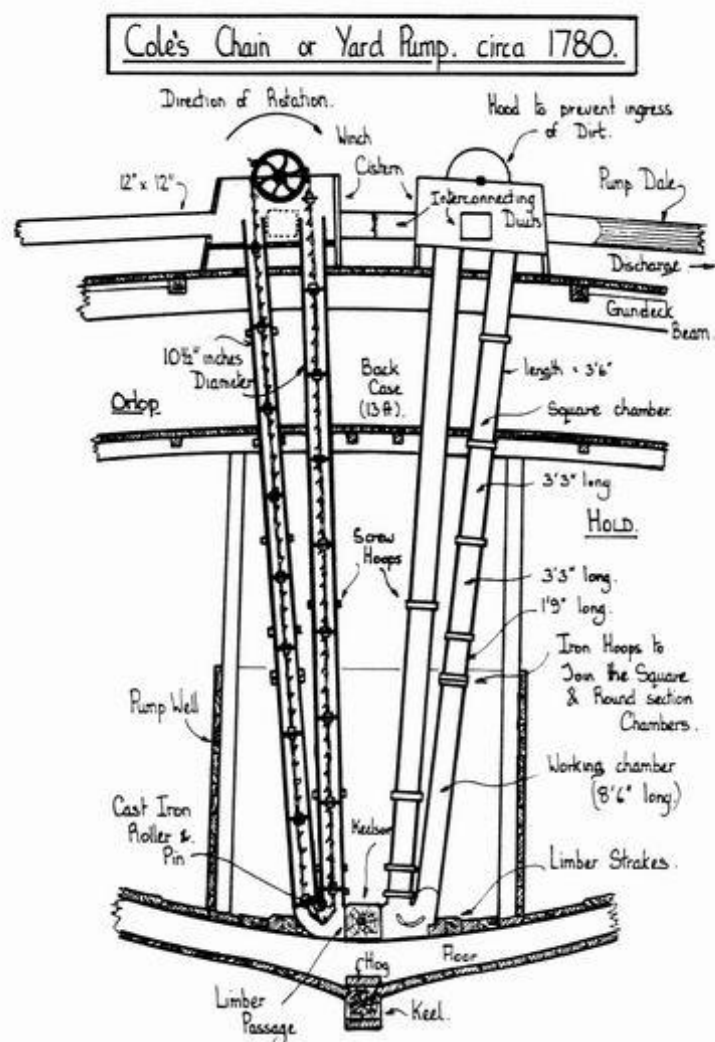 Cole's Chain or Yard Pump. circa 1780.
Direction of Rotation.
Hood to prevent ingress
of Dirt.
Winch
12" x 12"
Cistern
Interconnecting
Ducts
Pump Dale
Discharge
Gundeck
Beam.
10½" inches
Diameter
Back
Case
(13ft).
length = 3'6"
Orlop
Square chamber.
3'3" long
HOLD.
Screw
Hoops
3'3" long.
1'9" long.
Iron Hoops to
Join the Square
& Round section
Chambers.
Pump Well
Working chamber
(8'6" long.)
Cast Iron
Roller &
Pin
Keelson
Limber Strakes.
Floor
Hog
Limber
Passage
Keel.